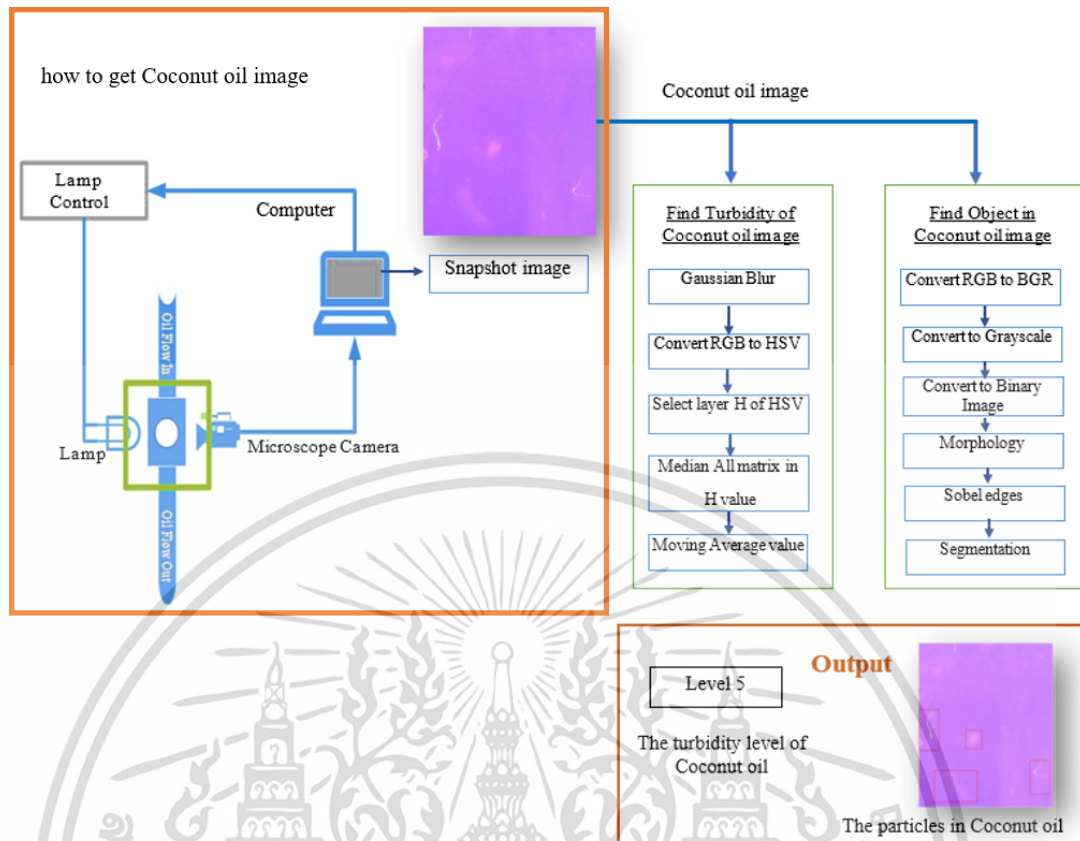 how to get Coconut oil image
Lamp
Control
Computer
Snapshot image
Oil Flow In
Lamp
Microscope Camera
Oil Flow Out
Coconut oil image
Find Turbidity of
Coconut oil image
Gaussian Blur
Convert RGB to HSV
Select layer H of HSV
Median All matrix in
H value
Moving Average value
Find Object in
Coconut oil image
Convert RGB to BGR
Convert to Grayscale
Convert to Binary
Image
Morphology
Sobel edges
Segmentation
Output
Level 5
The turbidity level of
Coconut oil
The particles in Coconut oil